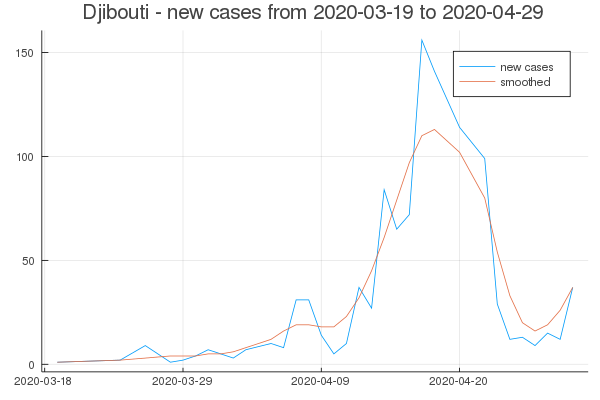 Djibouti - new cases from 2020-03-19 to 2020-04-29
150
new cases
smoothed
100
50
0
2020-03-18 2020-03-29 2020-04-09 2020-04-20